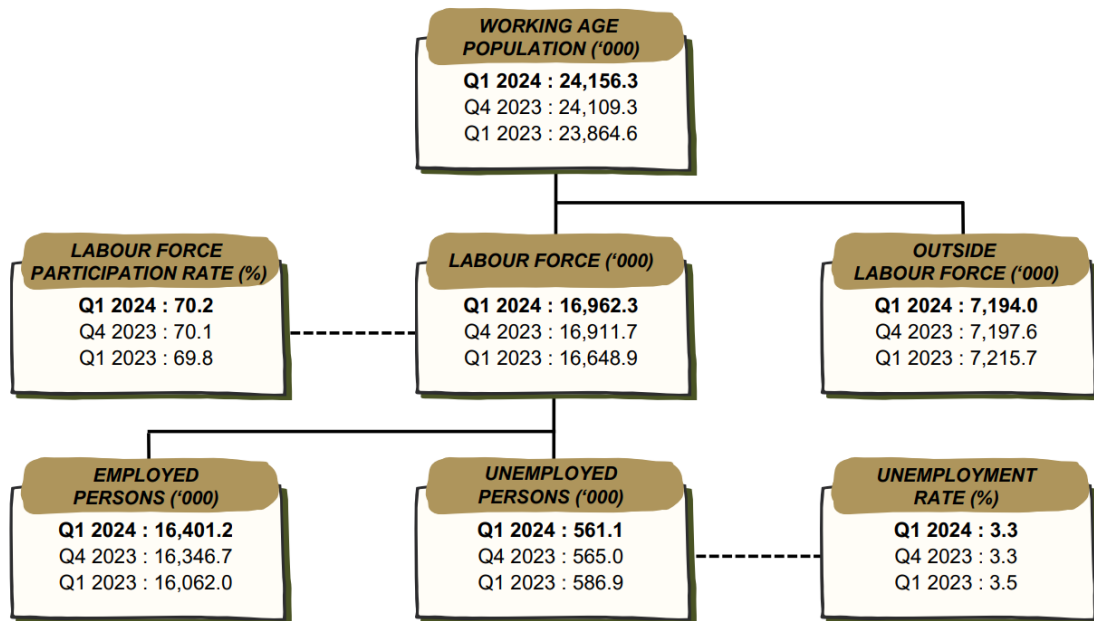 WORKING AGE
POPULATION (‘000)
Q1 2024 : 24,156.3
Q4 2023 : 24,109.3
Q1 2023 : 23,864.6
LABOUR FORCE
PARTICIPATION RATE (%)
Q1 2024 : 70.2
Q4 2023 : 70.1
Q1 2023 : 69.8
LABOUR FORCE (‘000)
Q1 2024 : 16,962.3
Q4 2023 : 16,911.7
Q1 2023 : 16,648.9
OUTSIDE
LABOUR FORCE (‘000)
Q1 2024 : 7,194.0
Q4 2023 : 7,197.6
Q1 2023 : 7,215.7
EMPLOYED
PERSONS (‘000)
Q1 2024 : 16,401.2
Q4 2023 : 16,346.7
Q1 2023 : 16,062.0
UNEMPLOYED
PERSONS (‘000)
Q1 2024 : 561.1
Q4 2023 : 565.0
Q1 2023 : 586.9
UNEMPLOYMENT
RATE (%)
Q1 2024 : 3.3
Q4 2023 : 3.3
Q1 2023 : 3.5